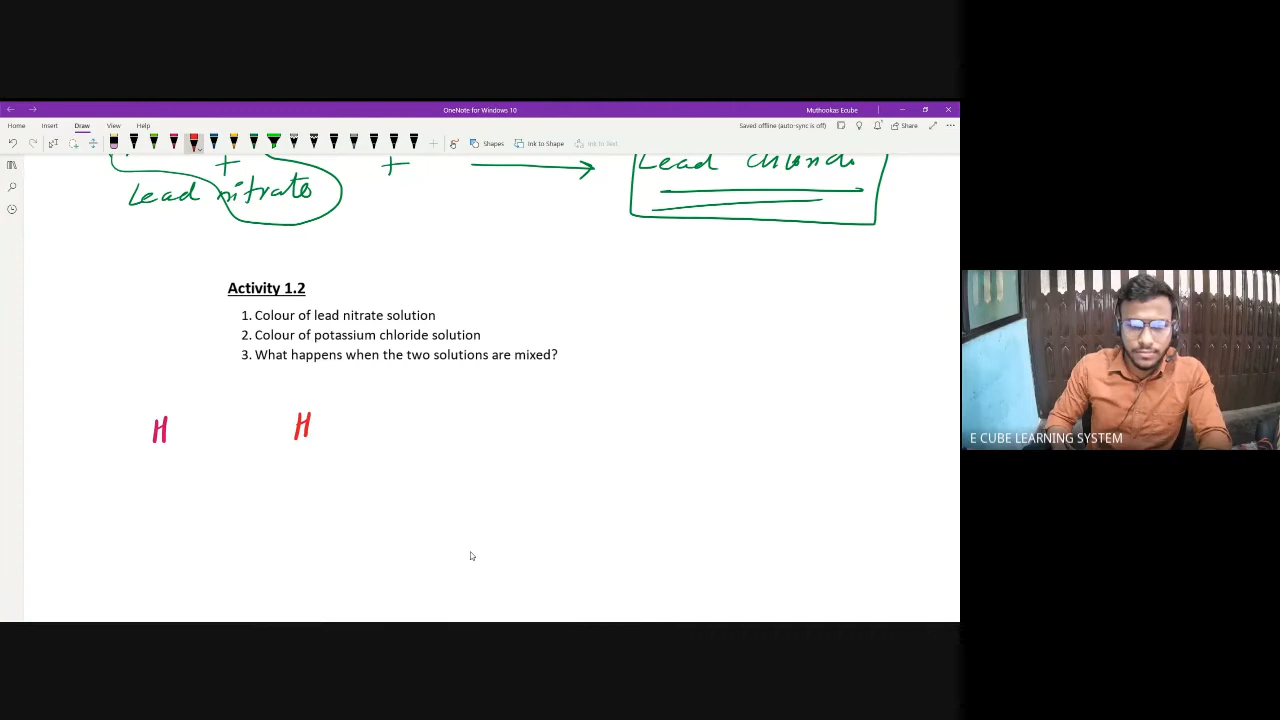 OneNote for Windows 10
Muthookas Ecube
Home Insert Draw View Help
Saved offline (auto-sync is off)
Share
Shapes
Ink to Shape
Ink to Text
+ + Lead
Lead nitrate
Activity 1.2
1. Colour of lead nitrate solution
2. Colour of potassium chloride solution
3. What happens when the two solutions are mixed?
H H
E CUBE LEARNING SYSTEM